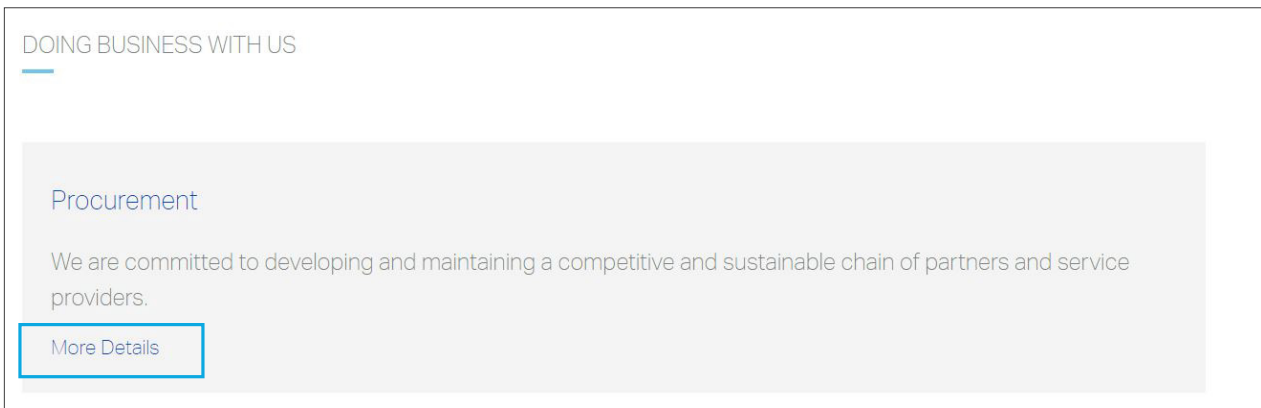 DOING BUSINESS WITH US
Procurement
We are committed to developing and maintaining a competitive and sustainable chain of partners and service
providers.
More Details